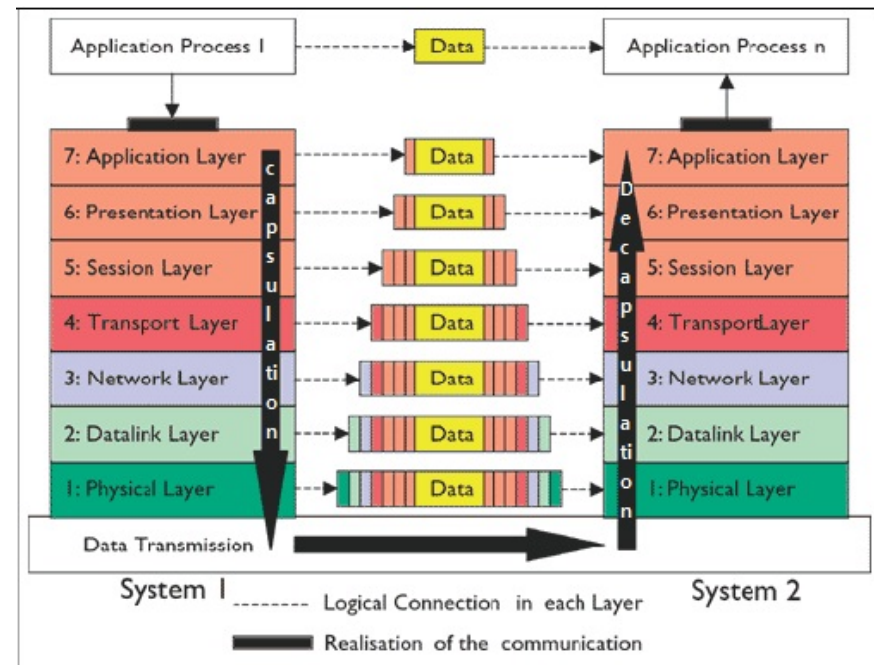 Application Process 1
Data
Application Process n
7: Application Layer
Data
7: Application Layer
6: Presentation Layer
Data
6: Presentation Layer
5: Session Layer
Data
5: Session Layer
4: Transport Layer
Data
4: TransportLayer
3: Network Layer
Data
3: Network Layer
2: Datalink Layer
Data
2: Datalink Layer
1: Physical Layer
Data
1: Physical Layer
capsulation
Decapsulation
Data Transmission
System 1
System 2
Logical Connection in each Layer
Realisation of the communication